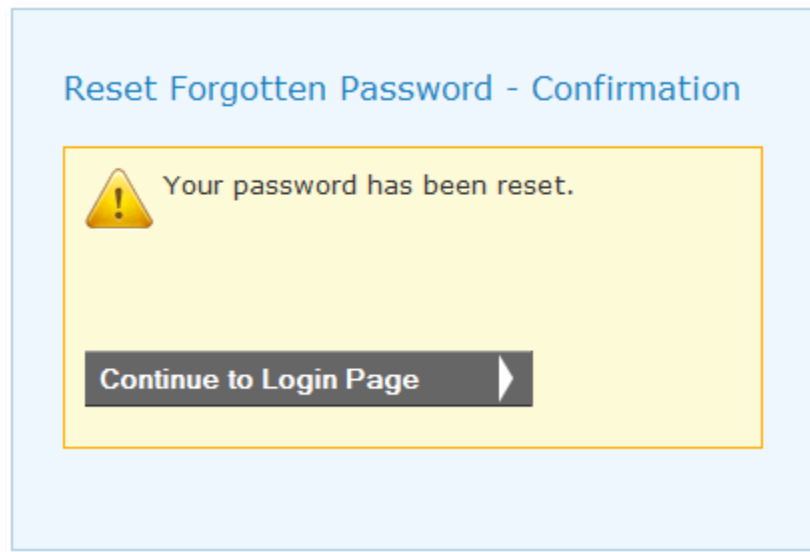 Reset Forgotten Password - Confirmation
Your password has been reset.
Continue to Login Page